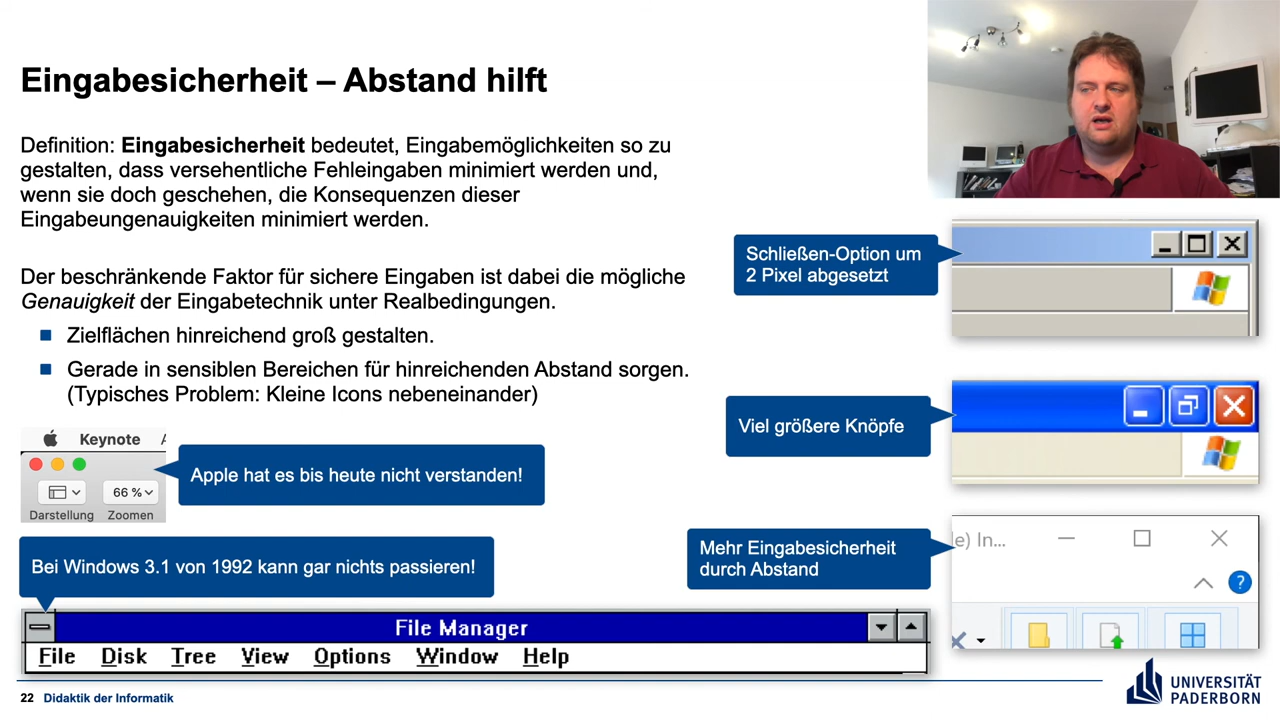 Eingabesicherheit – Abstand hilft
Definition: Eingabesicherheit bedeutet, Eingabemöglichkeiten so zu
gestalten, dass versehentliche Fehleingaben minimiert werden und,
wenn sie doch geschehen, die Konsequenzen dieser
Eingabeungenauigkeiten minimiert werden.
Der beschränkende Faktor für sichere Eingaben ist dabei die mögliche
Genauigkeit der Eingabetechnik unter Realbedingungen.
Zielflächen hinreichend groß gestalten.
Gerade in sensiblen Bereichen für hinreichenden Abstand sorgen.
(Typisches Problem: Kleine Icons nebeneinander)
Keynote
66 %
Darstellung Zoomen
Apple hat es bis heute nicht verstanden!
Bei Windows 3.1 von 1992 kann gar nichts passieren!
File Manager
File Disk Tree View Options Window Help
Schließen-Option um
2 Pixel abgesetzt
Viel größere Knöpfe
Mehr Eingabesicherheit
durch Abstand
e) In...
?
22 Didaktik der Informatik
UNIVERSITÄT
PADERBORN